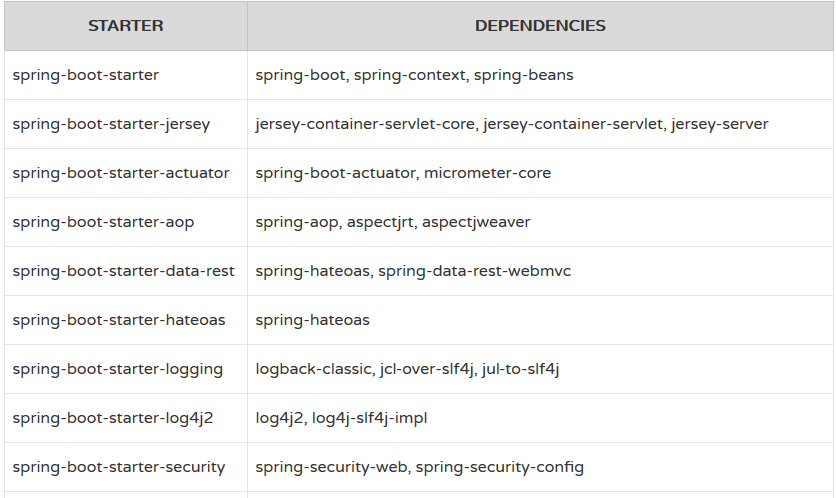 STARTER DEPENDENCIES
spring-boot-starter spring-boot, spring-context, spring-beans
spring-boot-starter-jersey jersey-container-servlet-core, jersey-container-servlet, jersey-server
spring-boot-starter-actuator spring-boot-actuator, micrometer-core
spring-boot-starter-aop spring-aop, aspectjrt, aspectjweaver
spring-boot-starter-data-rest spring-hateoas, spring-data-rest-webmvc
spring-boot-starter-hateoas spring-hateoas
spring-boot-starter-logging logback-classic, jcl-over-slf4j, jul-to-slf4j
spring-boot-starter-log4j2 log4j2, log4j-slf4j-impl
spring-boot-starter-security spring-security-web, spring-security-config